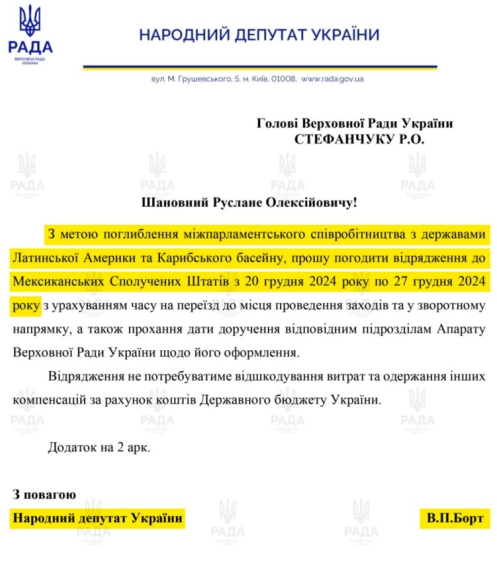 РАДА
ВЕРХОВНА РАДА
УКРАЇНИ
НАРОДНИЙ ДЕПУТАТ УКРАЇНИ
вул. М. Грушевського, 5, м. Київ, 01008, www.rada.gov.ua
Голові Верховної Ради України
СТЕФАНЧУКУ Р.О.
Шановний Руслане Олексійовичу!
З метою поглиблення міжпарламентського співробітництва з державами
Латинської Америки та Карибського басейну, прошу погодити відрядження до
Мексиканських Сполучених Штатів з 20 грудня 2024 року по 27 грудня 2024
року з урахуванням часу на переїзд до місця проведення заходів та у зворотному
напрямку, а також прохання дати доручення відповідним підрозділам Апарату
Верховної Ради України щодо його оформлення.
Відрядження не потребуватиме відшкодування витрат та одержання інших
компенсацій за рахунок коштів Державного бюджету України.
Додаток на 2 арк.
З повагою
Народний депутат України В.П.Борт